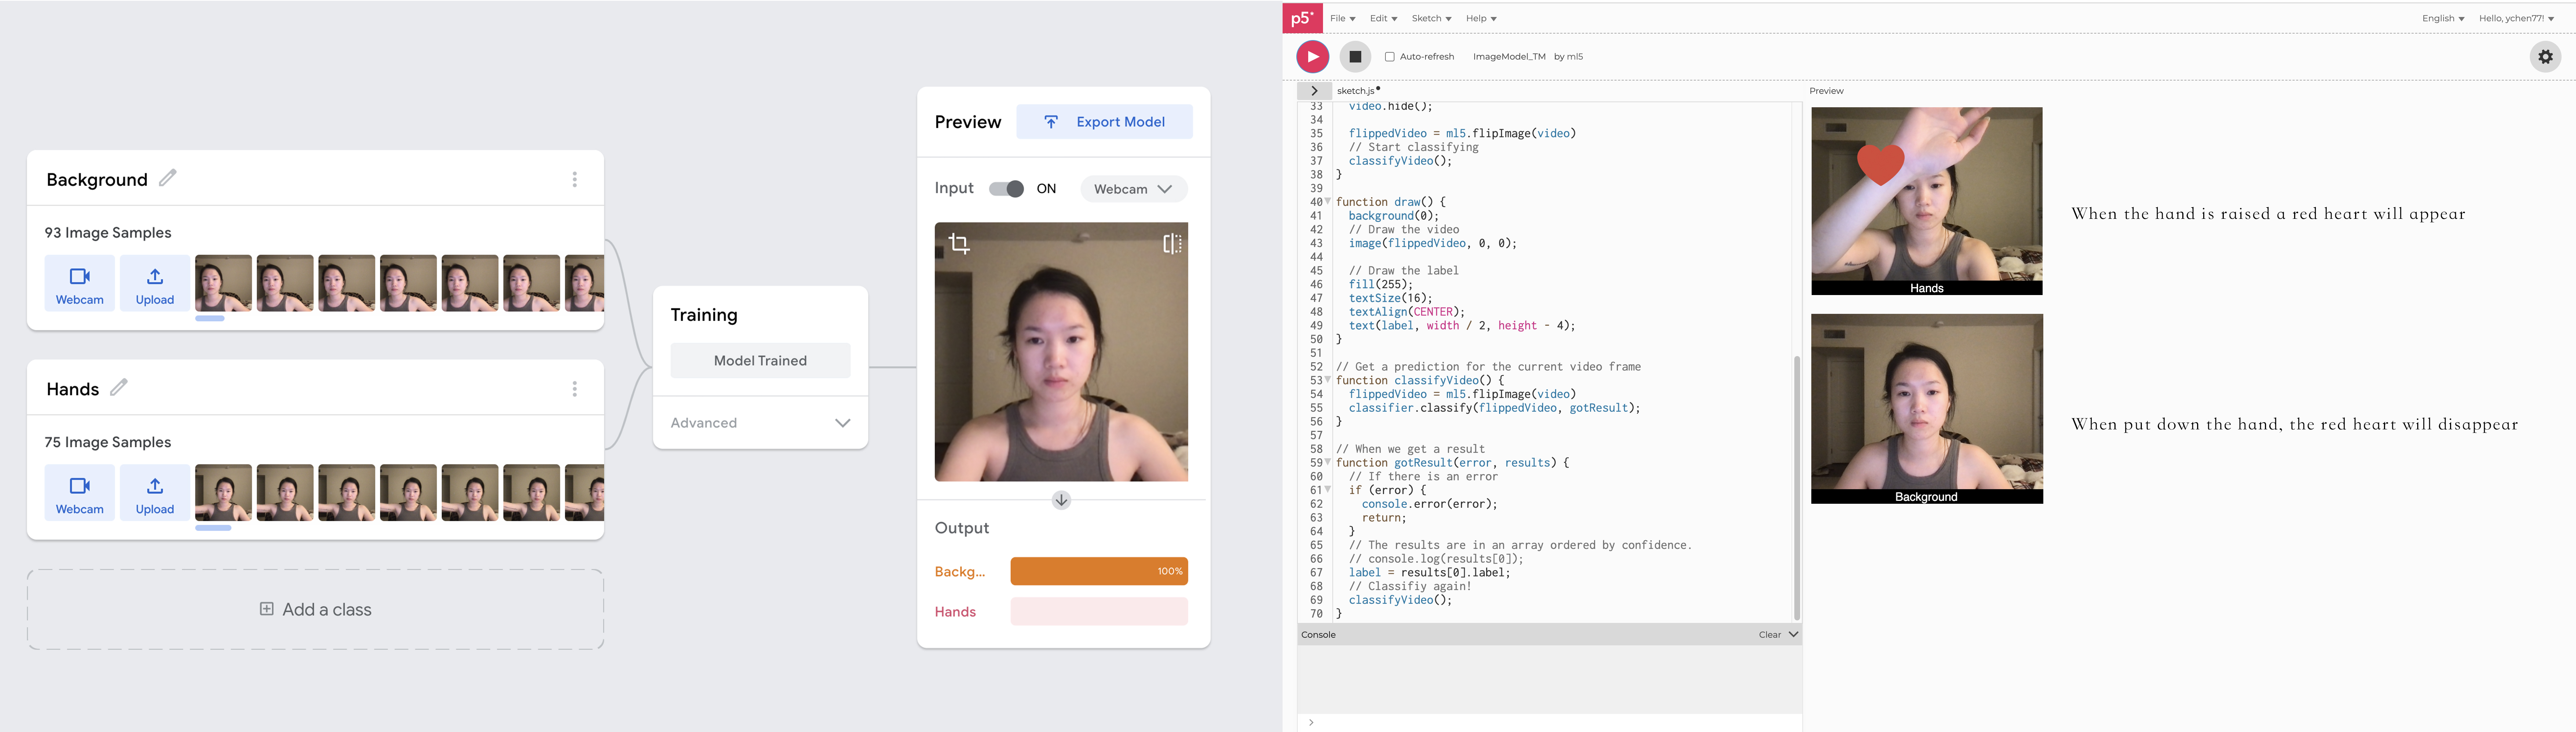 Background
93 Image Samples
Webcam
Upload
Hands
75 Image Samples
Webcam
Upload
Add a class
Training
Model Trained
Advanced
Preview
Export Model
Input
ON
Webcam
Output
Backg...
100%
Hands
p5*
File
Edit
Sketch
Help
English
Hello, ychen77!
Auto-refresh
ImageModel_TM
by ml5
sketch.js
Preview
33 video.hide();
34
35 flippedVideo = ml5.flipImage(video)
36 // Start classifying
37 classifyVideo();
38 }
39
40 function draw() {
41 background(0);
42 // Draw the video
43 image(flippedVideo, 0, 0);
44
45 // Draw the label
46 fill(255);
47 textSize(16);
48 textAlign(CENTER);
49 text(label, width / 2, height - 4);
50 }
51
52 // Get a prediction for the current video frame
53 function classifyVideo() {
54 flippedVideo = ml5.flipImage(video)
55 classifier.classify(flippedVideo, gotResult);
56 }
57
58 // When we get a result
59 function gotResult(error, results) {
60 // If there is an error
61 if (error) {
62 console.error(error);
63 return;
64 }
65 // The results are in an array ordered by confidence.
66 // console.log(results[0]);
67 label = results[0].label;
68 // Classifiy again!
69 classifyVideo();
70 }
Console
Clear
Hands
When the hand is raised a red heart will appear
Background
When put down the hand, the red heart will disappear